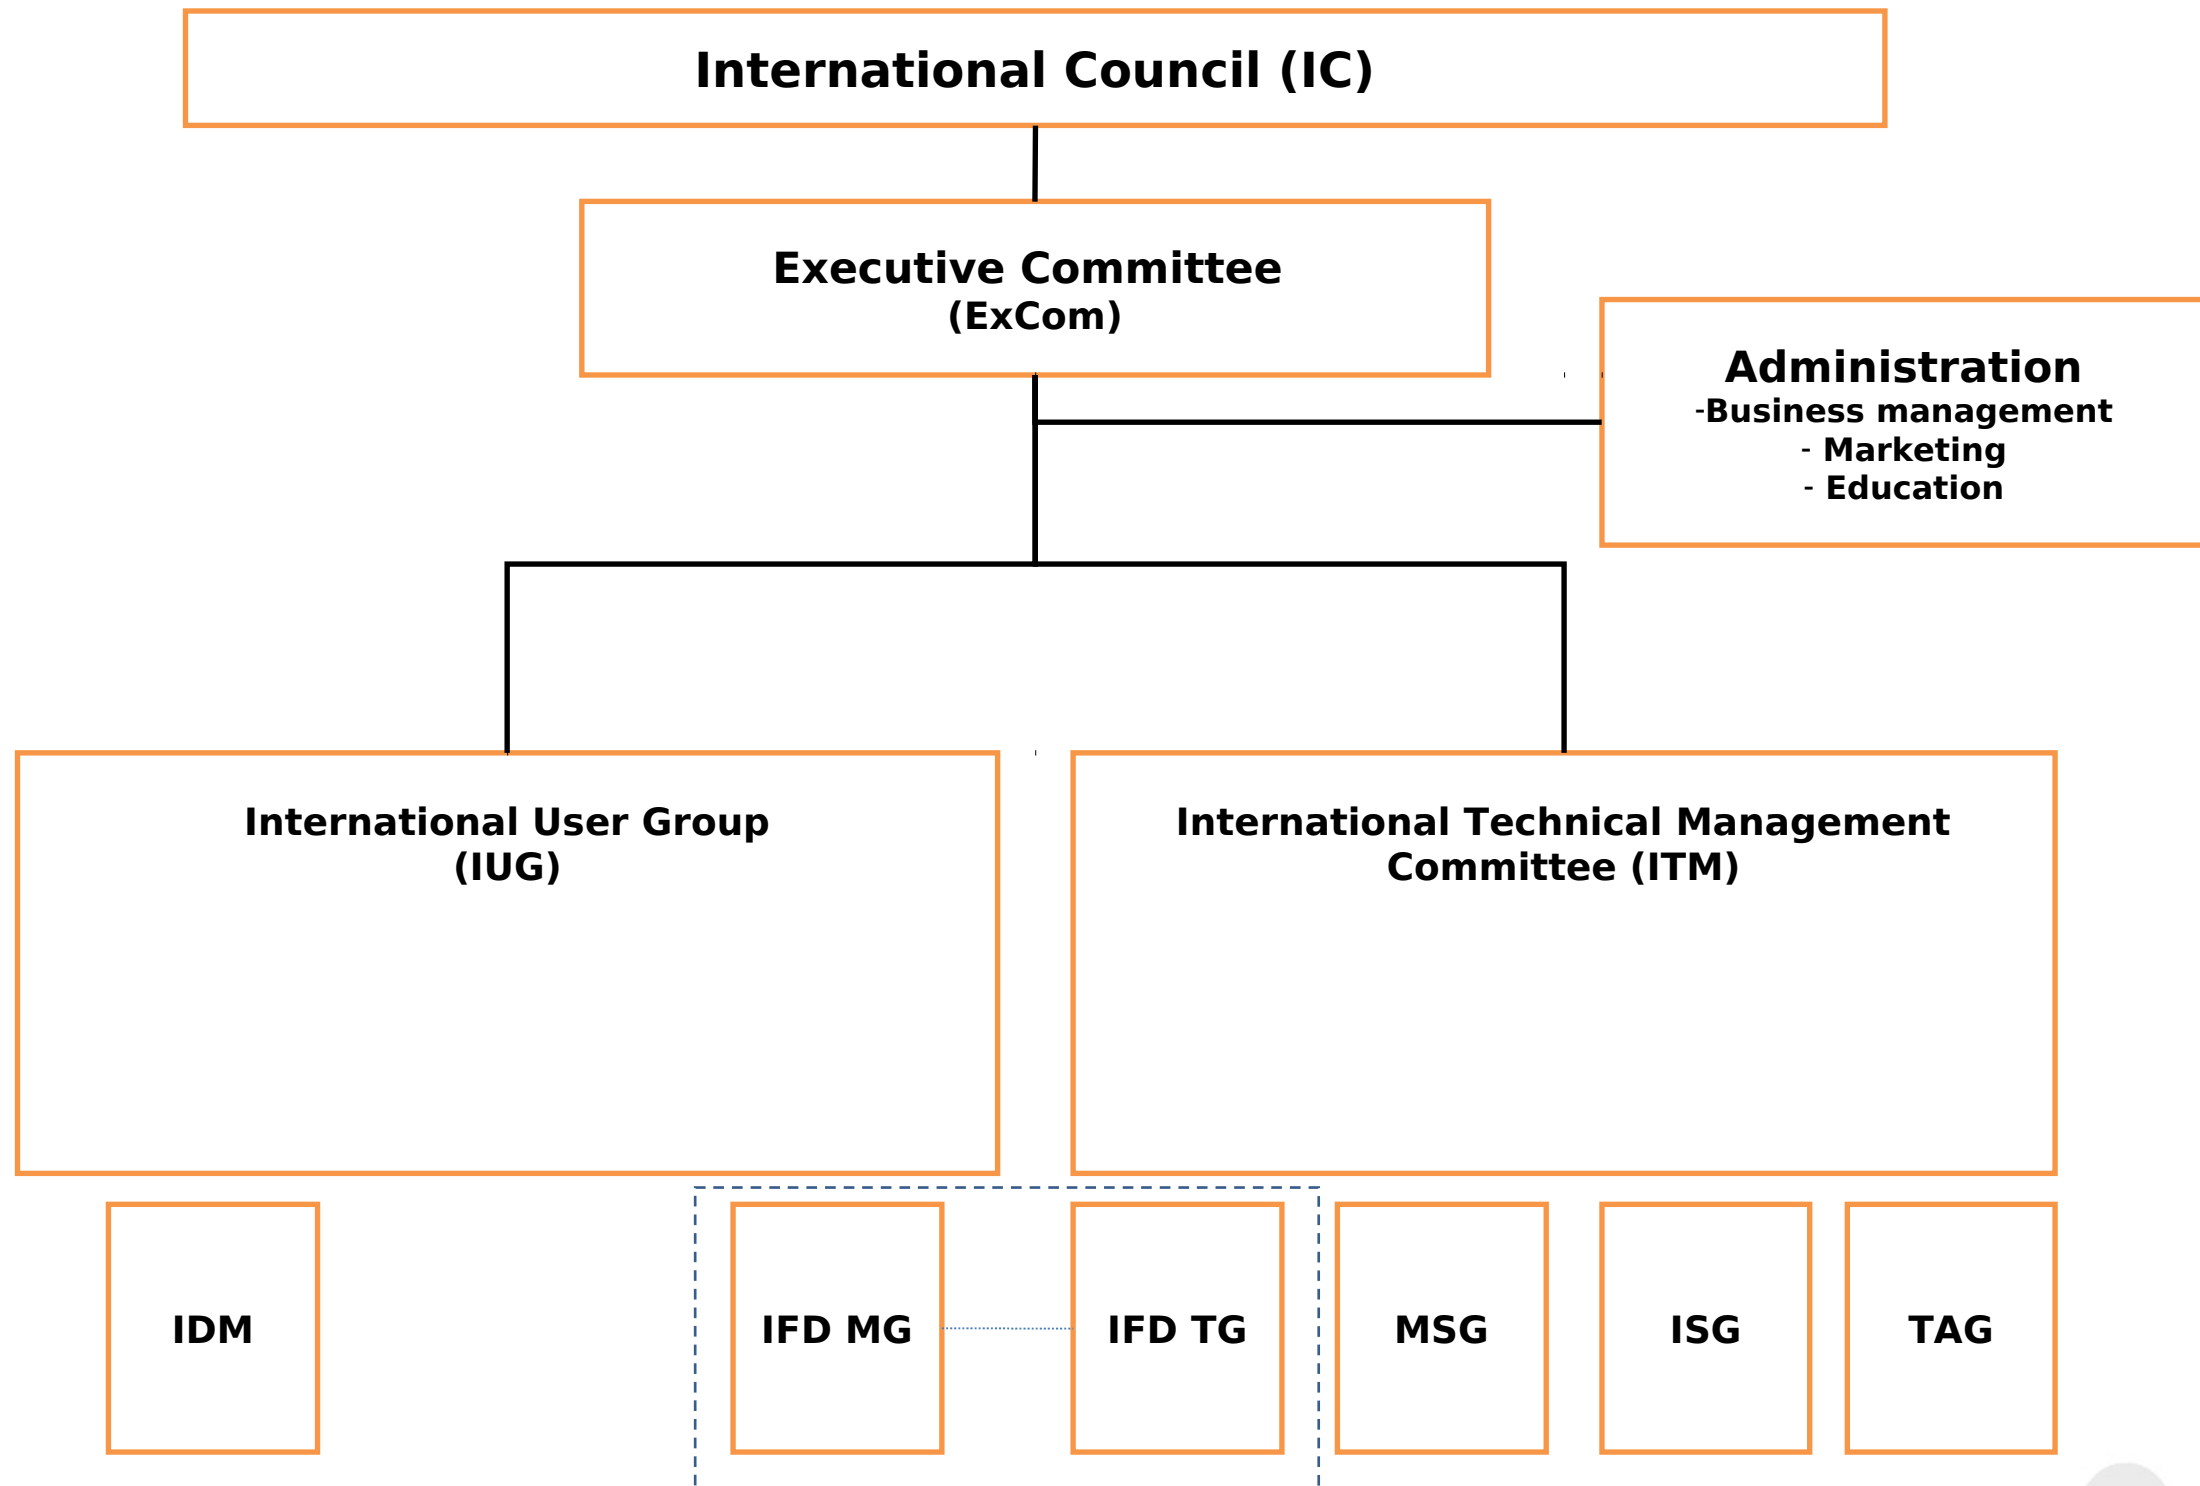 International Council (IC)
Executive Committee
(ExCom)
Administration
-Business management
- Marketing
- Education
International User Group
(IUG)
International Technical Management
Committee (ITM)
IDM
IFD MG
IFD TG
MSG
ISG
TAG